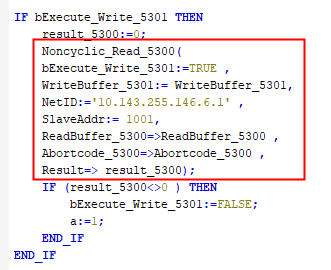 IF bExecute_Write_5301 THEN
result_5300:=0;
Noncyclic_Read_5300(
bExecute_Write_5301:=TRUE ,
WriteBuffer_5301:= WriteBuffer_5301,
NetID:='10.143.255.146.6.1' ,
SlaveAddr:= 1001,
ReadBuffer_5300=>ReadBuffer_5300 ,
Abortcode_5300=>Abortcode_5300 ,
Result=> result_5300);
IF (result_5300<>0 ) THEN
bExecute_Write_5301:=FALSE;
a:=1;
END_IF
END_IF